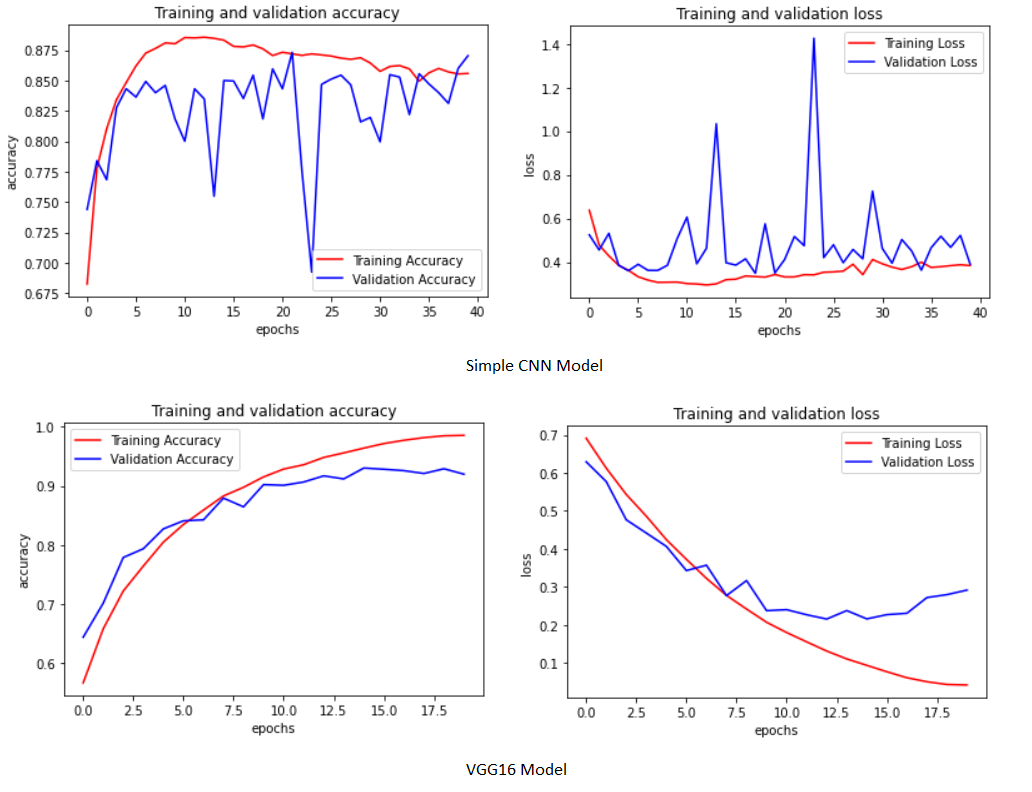 Training and validation accuracy
0.875
0.850
0.825
0.800
0.775
0.750
0.725
0.700
0.675
accuracy
Training Accuracy
Validation Accuracy
0 5 10 15 20 25 30 35 40
epochs
Training and validation loss
1.4
1.2
1.0
0.8
0.6
0.4
loss
Training Loss
Validation Loss
0 5 10 15 20 25 30 35 40
epochs
Simple CNN Model
Training and validation accuracy
1.0
0.9
0.8
0.7
0.6
accuracy
Training Accuracy
Validation Accuracy
0.0 2.5 5.0 7.5 10.0 12.5 15.0 17.5
epochs
Training and validation loss
0.7
0.6
0.5
0.4
0.3
0.2
0.1
loss
Training Loss
Validation Loss
0.0 2.5 5.0 7.5 10.0 12.5 15.0 17.5
epochs
VGG16 Model